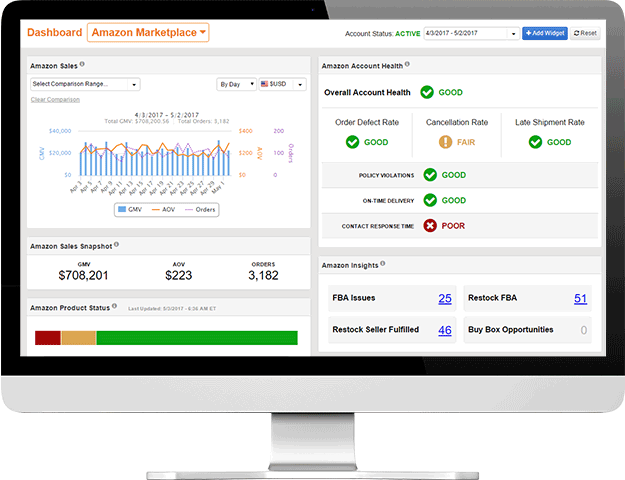 Dashboard Amazon Marketplace
Account Status: ACTIVE 4/3/2017 - 5/2/2017 + Add Widget Reset
Amazon Sales
Select Comparison Range... By Day $USD
Clear Comparison
4/3/2017 - 5/2/2017
Total GMV: $708,200.56 Total Orders: 3,182
$40,000 $400 200
$20,000 $200 100
$0 $0 0
GMV AOV Orders
Apr 3 Apr 5 Apr 7 Apr 9 Apr 11 Apr 13 Apr 15 Apr 17 Apr 19 Apr 21 Apr 23 Apr 25 Apr 27 Apr 29 May 1
GMV AOV Orders
Amazon Sales Snapshot
GMV AOV ORDERS
$708,201 $223 3,182
Amazon Product Status Last Updated: 5/3/2017 - 6:36 AM ET
Amazon Account Health
Overall Account Health GOOD
Order Defect Rate Cancellation Rate Late Shipment Rate
GOOD FAIR GOOD
POLICY VIOLATIONS GOOD
ON-TIME DELIVERY GOOD
CONTACT RESPONSE TIME POOR
Amazon Insights
FBA Issues 25 Restock FBA 51
Restock Seller Fulfilled 46 Buy Box Opportunities 0